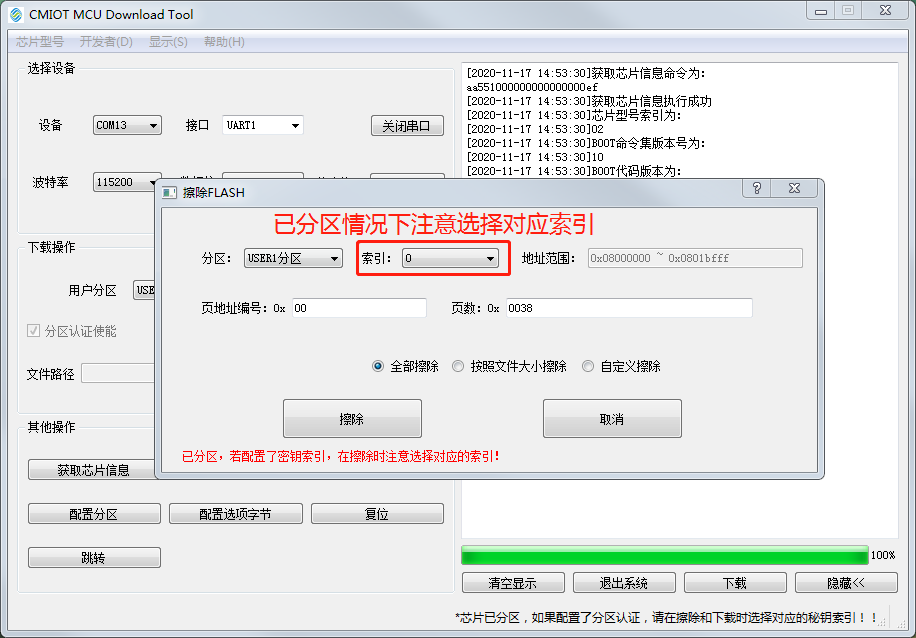 CMIOT MCU Download Tool
芯片型号 开发者(D) 显示(S) 帮助(H)
选择设备
设备 COM13 接口 UART1 关闭串口
波特率 115200
[2020-11-17 14:53:30]获取芯片信息命令为:
aa551000000000000000ef
[2020-11-17 14:53:30]获取芯片信息执行成功
[2020-11-17 14:53:30]芯片型号索引为:
[2020-11-17 14:53:30]02
[2020-11-17 14:53:30]BOOT命令集版本号为:
[2020-11-17 14:53:30]10
[2020-11-17 14:53:30]BOOT代码版本为:
擦除FLASH
已分区情况下注意选择对应索引
分区: USER1分区 索引: 0 地址范围: 0x08000000 ~ 0x0801bfff
页地址编号: 0x 00 页数: 0x 0038
全部擦除 按照文件大小擦除 自定义擦除
擦除 取消
已分区，若配置了密钥索引，在擦除时注意选择对应的索引!
下载操作
用户分区 USE
分区认证使能
文件路径
其他操作
获取芯片信息
配置分区 配置选项字节 复位
跳转
100%
清空显示 退出系统 下载 隐藏<<
*芯片已分区，如果配置了分区认证，请在擦除和下载时选择对应的秘钥索引！！